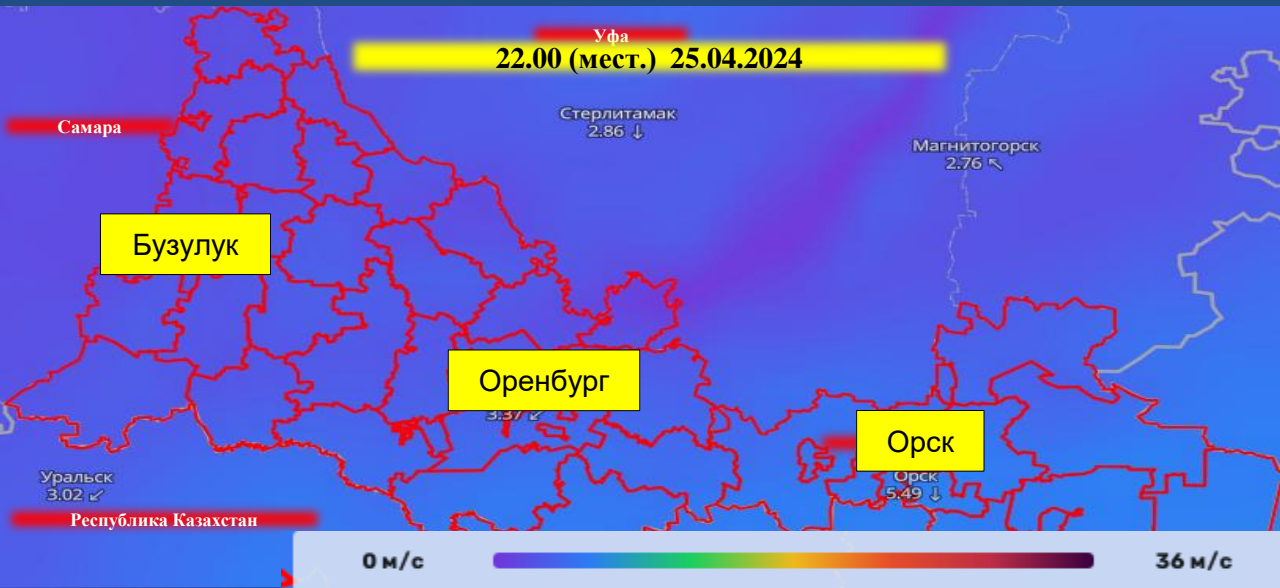 Уфа
22.00 (мест.) 25.04.2024
Стерлитамак
2.86 ↓
Самара
Магнитогорск
2.76 ↖
Бузулук
Оренбург
3.37 ↙
Орск
Орск
5.49 ↓
Уральск
3.02 ↙
Республика Казахстан
0 м/с
36 м/с